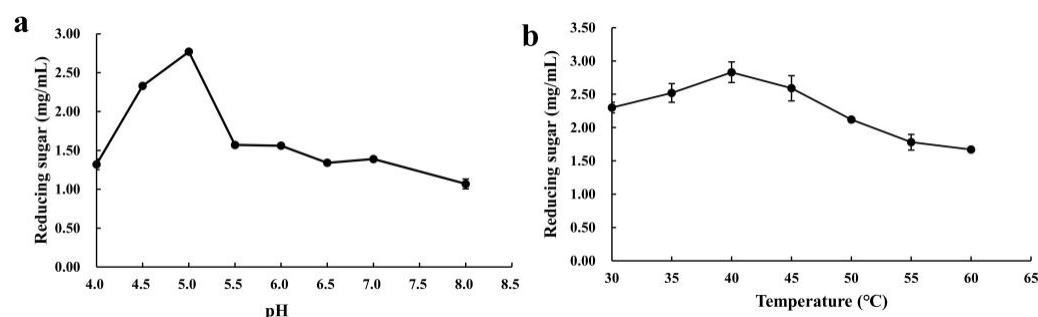 a
Reducing sugar (mg/mL)
3.00
2.50
2.00
1.50
1.00
0.50
0.00
4.0 4.5 5.0 5.5 6.0 6.5 7.0 7.5 8.0 8.5
pH
b
Reducing sugar (mg/mL)
3.50
3.00
2.50
2.00
1.50
1.00
0.50
0.00
30 35 40 45 50 55 60 65
Temperature (℃)